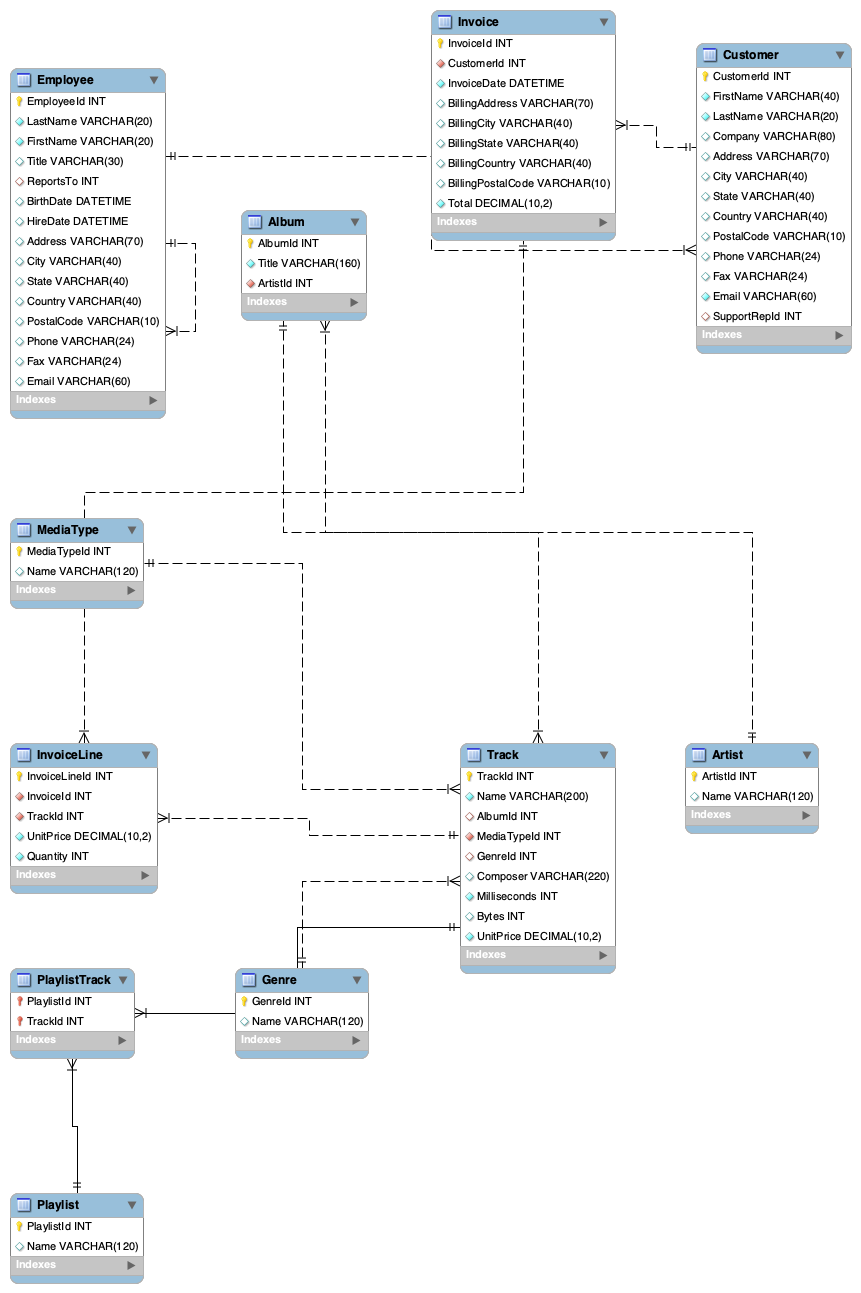 Employee
EmployeeId INT
LastName VARCHAR(20)
FirstName VARCHAR(20)
Title VARCHAR(30)
ReportsTo INT
BirthDate DATETIME
HireDate DATETIME
Address VARCHAR(70)
City VARCHAR(40)
State VARCHAR(40)
Country VARCHAR(40)
PostalCode VARCHAR(10)
Phone VARCHAR(24)
Fax VARCHAR(24)
Email VARCHAR(60)
Indexes
Album
AlbumId INT
Title VARCHAR(160)
ArtistId INT
Indexes
Invoice
InvoiceId INT
CustomerId INT
InvoiceDate DATETIME
BillingAddress VARCHAR(70)
BillingCity VARCHAR(40)
BillingState VARCHAR(40)
BillingCountry VARCHAR(40)
BillingPostalCode VARCHAR(10)
Total DECIMAL(10,2)
Indexes
Customer
CustomerId INT
FirstName VARCHAR(40)
LastName VARCHAR(20)
Company VARCHAR(80)
Address VARCHAR(70)
City VARCHAR(40)
State VARCHAR(40)
Country VARCHAR(40)
PostalCode VARCHAR(10)
Phone VARCHAR(24)
Fax VARCHAR(24)
Email VARCHAR(60)
SupportRepId INT
Indexes
MediaType
MediaTypeId INT
Name VARCHAR(120)
Indexes
InvoiceLine
InvoiceLineId INT
InvoiceId INT
TrackId INT
UnitPrice DECIMAL(10,2)
Quantity INT
Indexes
Track
TrackId INT
Name VARCHAR(200)
AlbumId INT
MediaTypeId INT
GenreId INT
Composer VARCHAR(220)
Milliseconds INT
Bytes INT
UnitPrice DECIMAL(10,2)
Indexes
Artist
ArtistId INT
Name VARCHAR(120)
Indexes
PlaylistTrack
PlaylistId INT
TrackId INT
Indexes
Genre
GenreId INT
Name VARCHAR(120)
Indexes
Playlist
PlaylistId INT
Name VARCHAR(120)
Indexes